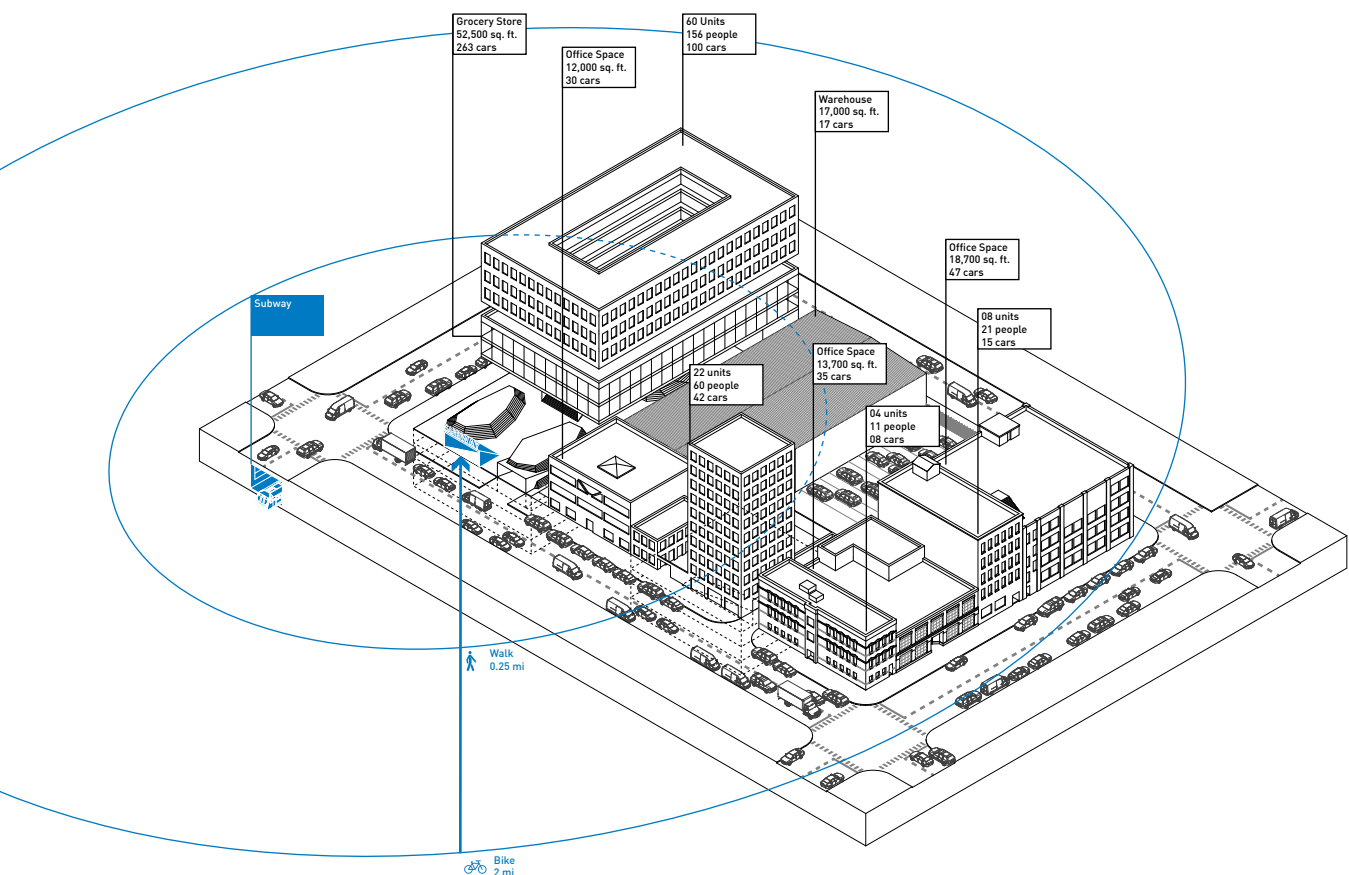 Grocery Store
52,500 sq. ft.
263 cars
60 Units
156 people
100 cars
Office Space
12,000 sq. ft.
30 cars
Warehouse
17,000 sq. ft.
17 cars
Office Space
18,700 sq. ft.
47 cars
Subway
08 units
21 people
15 cars
Office Space
13,700 sq. ft.
35 cars
22 units
60 people
42 cars
04 units
11 people
08 cars
Walk
0.25 mi
Bike
2 mi